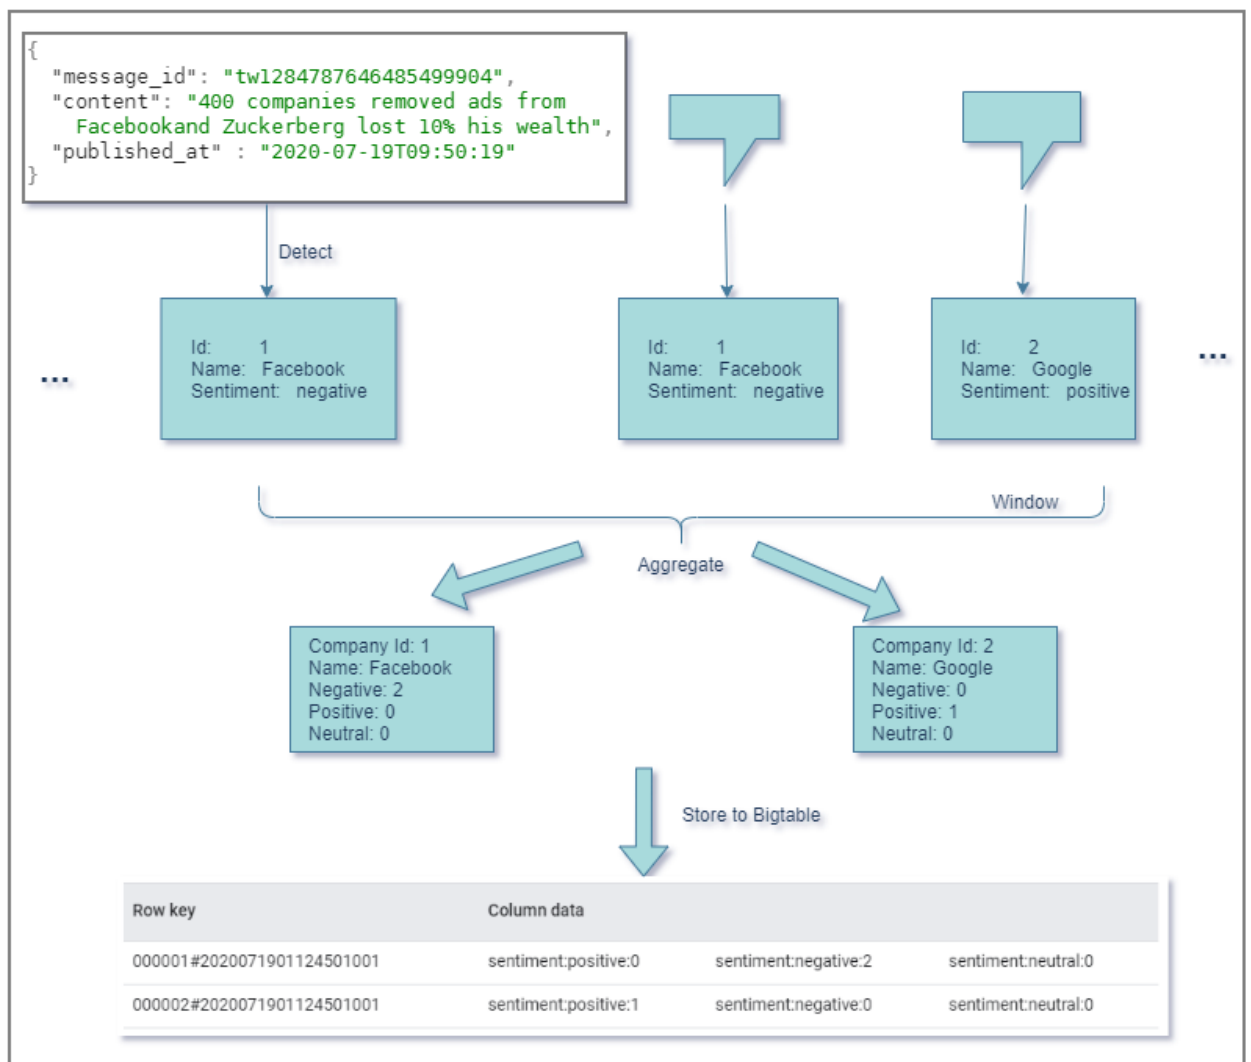 {
"message_id": "tw1284787646485499904",
"content": "400 companies removed ads from
Facebookand Zuckerberg lost 10% his wealth",
"published_at" : "2020-07-19T09:50:19"
}
Detect
...
Id: 1
Name: Facebook
Sentiment: negative
Id: 1
Name: Facebook
Sentiment: negative
Id: 2
Name: Google
Sentiment: positive
...
Window
Aggregate
Company Id: 1
Name: Facebook
Negative: 2
Positive: 0
Neutral: 0
Company Id: 2
Name: Google
Negative: 0
Positive: 1
Neutral: 0
Store to Bigtable
Row key Column data
000001#2020071901124501001 sentiment:positive:0 sentiment:negative:2 sentiment:neutral:0
000002#2020071901124501001 sentiment:positive:1 sentiment:negative:0 sentiment:neutral:0